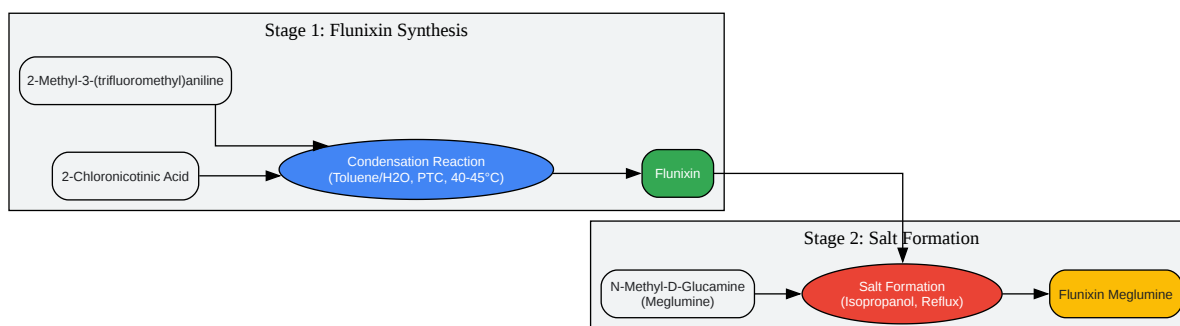 Stage 1: Flunixin Synthesis
2-Methyl-3-(trifluoromethyl)aniline
2-Chloronicotinic Acid
Condensation Reaction
(Toluene/H2O, PTC, 40-45°C)
Flunixin
Stage 2: Salt Formation
N-Methyl-D-Glucamine
(Meglumine)
Salt Formation
(Isopropanol, Reflux)
Flunixin Meglumine